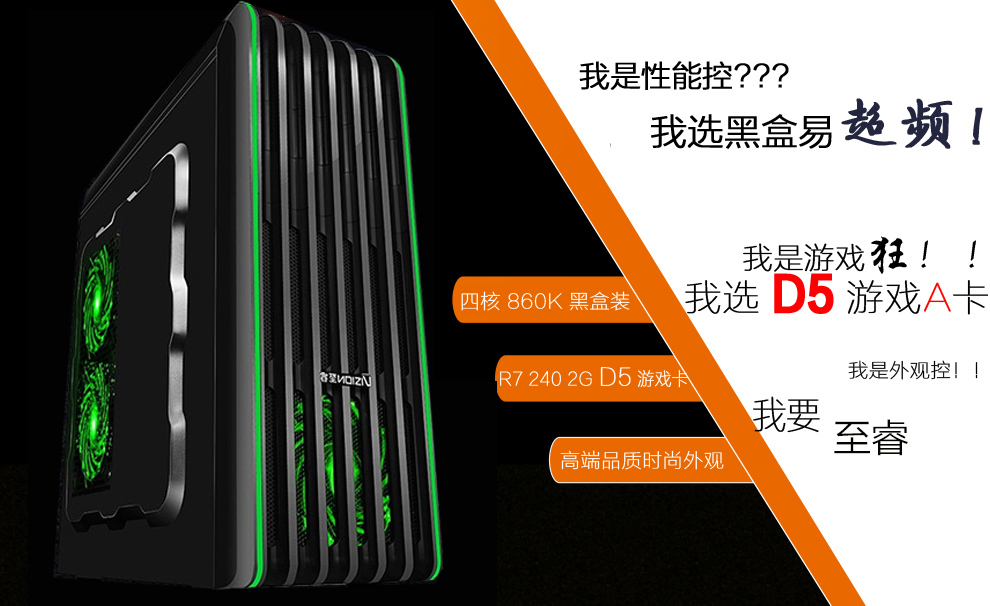 我是性能控???
我选黑盒易超频!
我是游戏狂!!
我选 D5 游戏A卡
四核 860K 黑盒装
R7 240 2G D5 游戏卡
我是外观控!!
我要
至睿
高端品质时尚外观